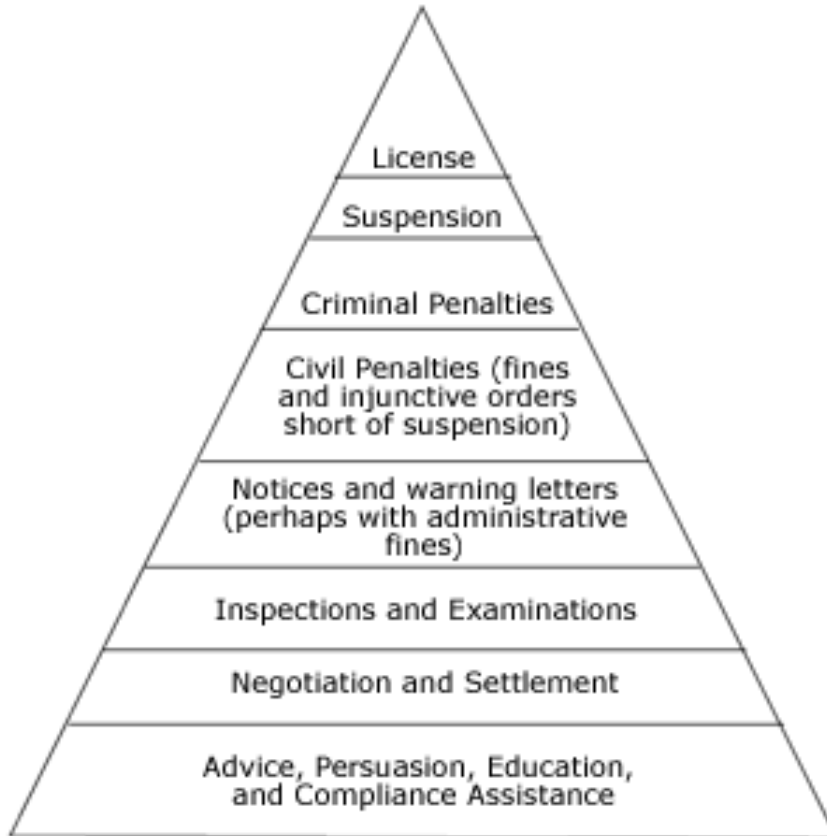 License
Suspension
Criminal Penalties
Civil Penalties (fines
and injunctive orders
short of suspension)
Notices and warning letters
(perhaps with administrative
fines)
Inspections and Examinations
Negotiation and Settlement
Advice, Persuasion, Education,
and Compliance Assistance